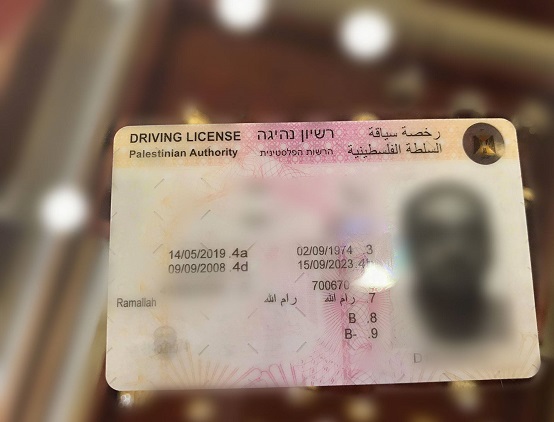 DRIVING LICENSE רשיון נהיגה رخصة سياقة
Palestinian Authority הרשות הפלסטינית السلطة الفلسطينية
14/05/2019 .4a 02/09/1974 .3
09/09/2008 .4d 15/09/2023 .4b
700670
Ramallah رام الله رام الله .7
B .8
B- .9
D